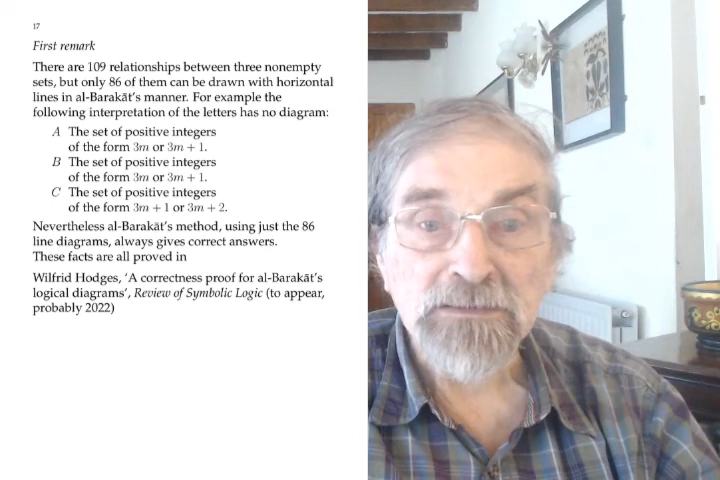 17
First remark
There are 109 relationships between three nonempty
sets, but only 86 of them can be drawn with horizontal
lines in al-Barakāt's manner. For example the
following interpretation of the letters has no diagram:
A The set of positive integers
of the form 3m or 3m + 1.
B The set of positive integers
of the form 3m or 3m + 1.
C The set of positive integers
of the form 3m + 1 or 3m + 2.
Nevertheless al-Barakāt's method, using just the 86
line diagrams, always gives correct answers.
These facts are all proved in
Wilfrid Hodges, 'A correctness proof for al-Barakāt's
logical diagrams', Review of Symbolic Logic (to appear,
probably 2022)